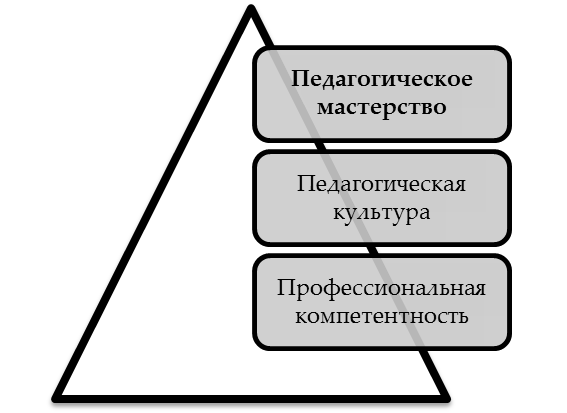 Педагогическое
мастерство
Педагогическая
культура
Профессиональная
компетентность